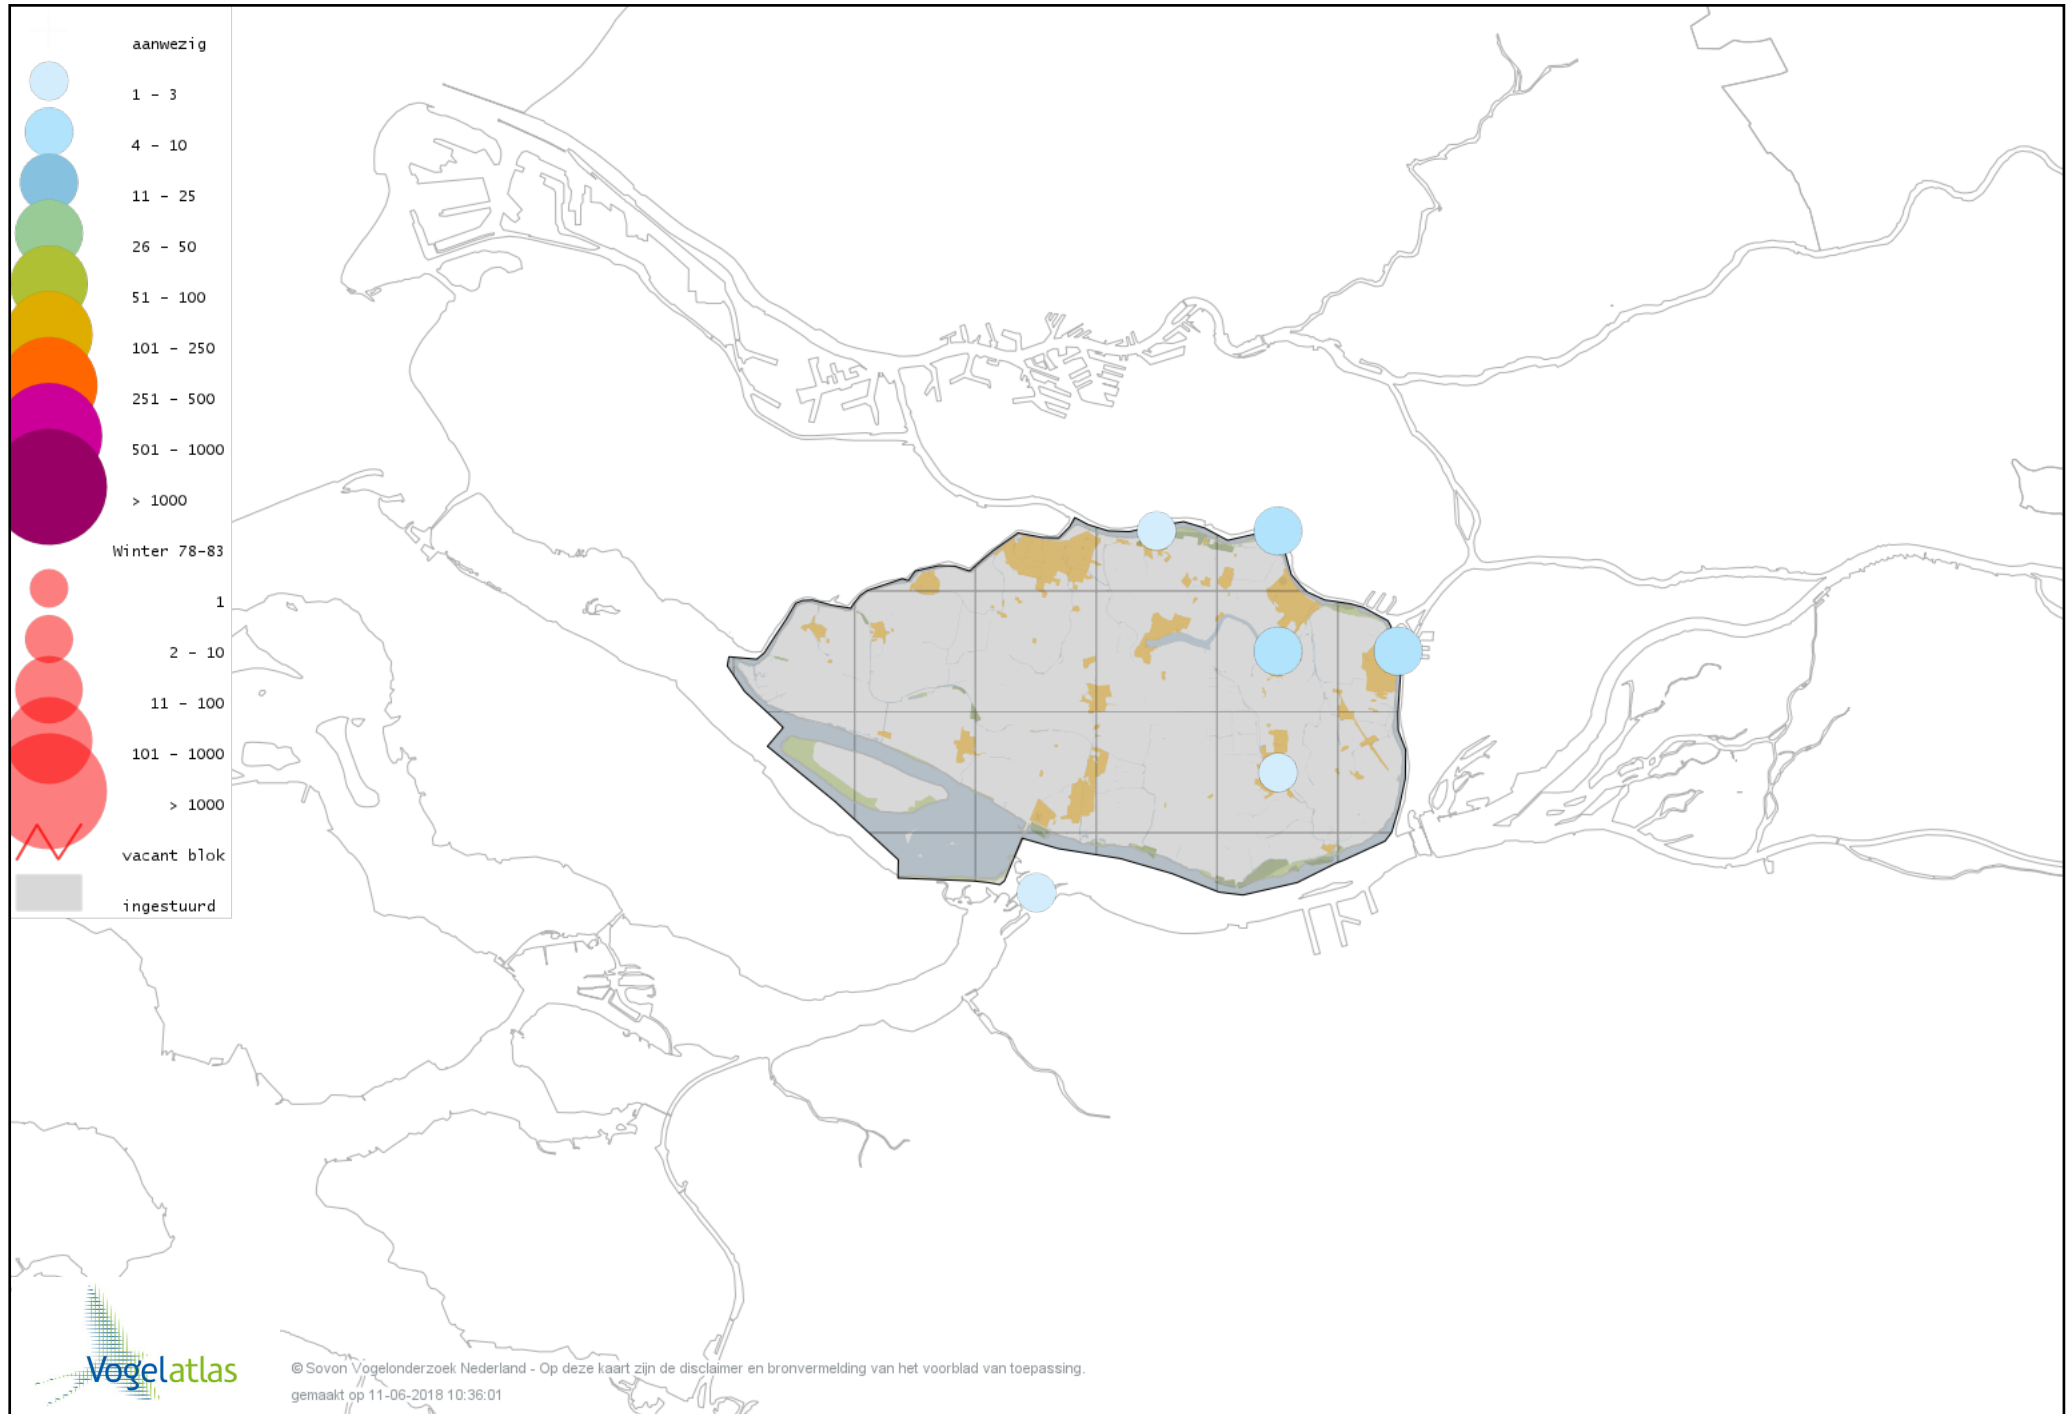 aanwezig
1 - 3
4 - 10
11 - 25
26 - 50
51 - 100
101 - 250
251 - 500
501 - 1000
> 1000
Winter 78-83
1
2 - 10
11 - 100
101 - 1000
> 1000
vacant blok
ingestuurd
Vogelatlas
© Sovon Vogelonderzoek Nederland - Op deze kaart zijn de disclaimer en bronvermelding van het voorblad van toepassing.
gemaakt op 11-06-2018 10:36:01